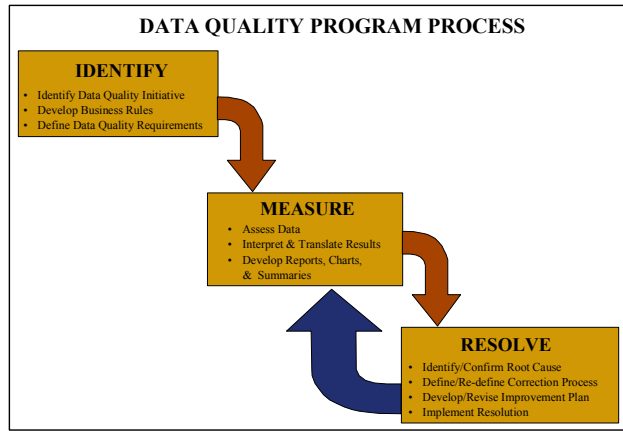 DATA QUALITY PROGRAM PROCESS
IDENTIFY
• Identify Data Quality Initiative
• Develop Business Rules
• Define Data Quality Requirements
MEASURE
• Assess Data
• Interpret & Translate Results
• Develop Reports, Charts,
& Summaries
RESOLVE
• Identify/Confirm Root Cause
• Define/Re-define Correction Process
• Develop/Revise Improvement Plan
• Implement Resolution